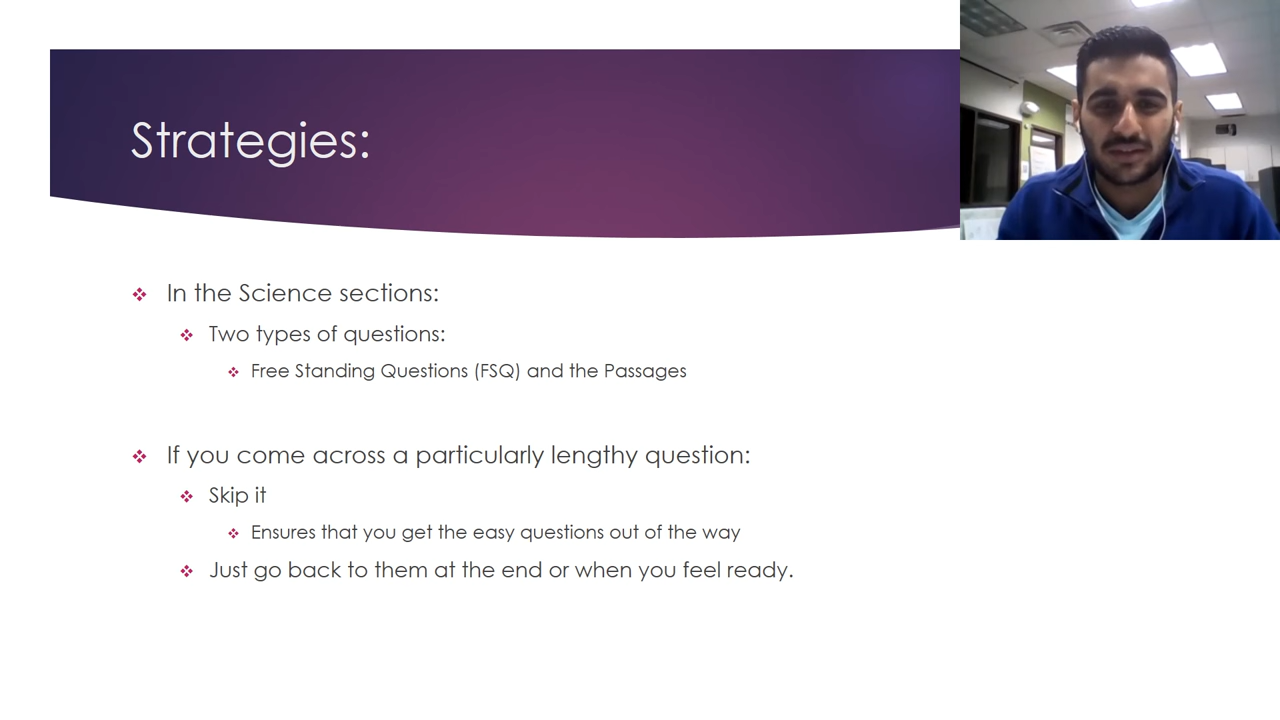 Strategies:
In the Science sections:
Two types of questions:
Free Standing Questions (FSQ) and the Passages
If you come across a particularly lengthy question:
Skip it
Ensures that you get the easy questions out of the way
Just go back to them at the end or when you feel ready.